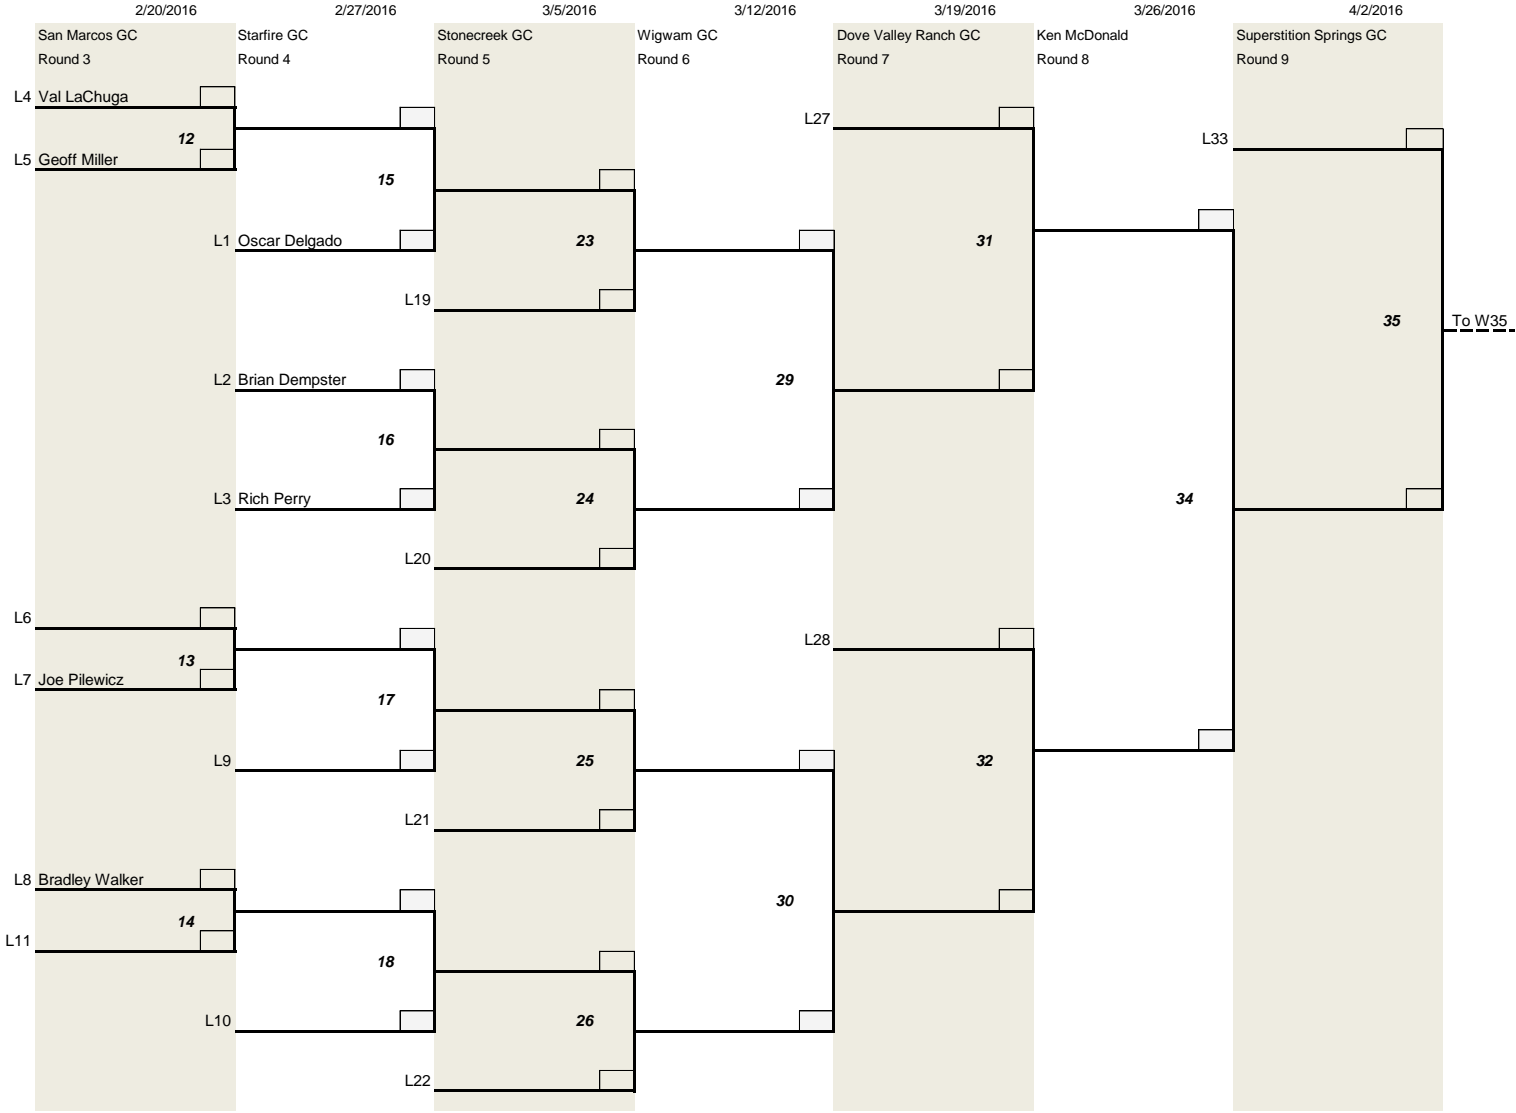 2/20/2016 2/27/2016 3/5/2016 3/12/2016 3/19/2016 3/26/2016 4/2/2016
San Marcos GC Starfire GC Stonecreek GC Wigwam GC Dove Valley Ranch GC Ken McDonald Superstition Springs GC
Round 3 Round 4 Round 5 Round 6 Round 7 Round 8 Round 9
L4 Val LaChuga
L27
12 L33
L5 Geoff Miller
15
L1 Oscar Delgado 23 31
L19
35 To W35
L2 Brian Dempster 29
16
L3 Rich Perry 24 34
L20
L6
L28
13
L7 Joe Pilewicz
17
L9 25 32
L21
L8 Bradley Walker
30
14
L11
18
L10 26
L22